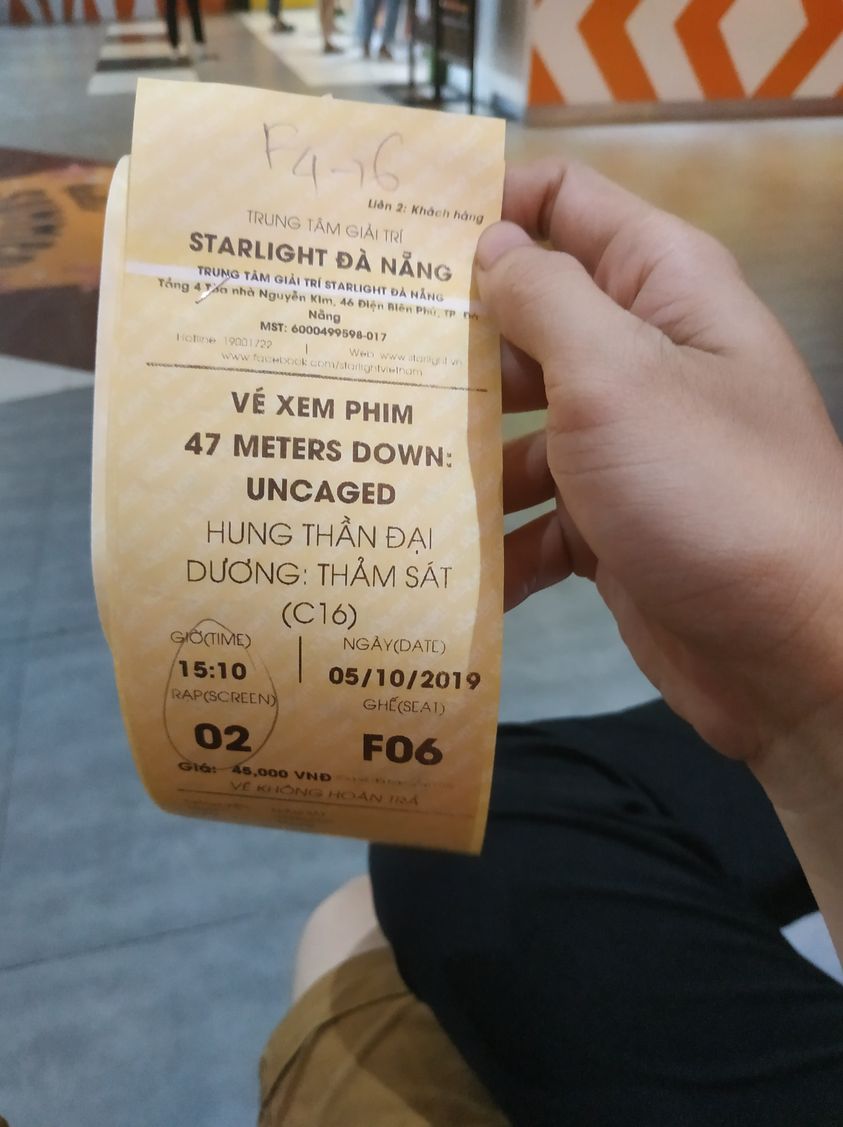 F4→6
Liên 2: Khách hàng
TRUNG TÂM GIẢI TRÍ
STARLIGHT ĐÀ NẴNG
TRUNG TÂM GIẢI TRÍ STARLIGHT ĐÀ NẴNG
Tầng 4 Tòa nhà Nguyễn Kim, 46 Điện Biên Phủ, TP. Đà
Nẵng
MST: 6000499598-017
Hotline: 19001722 | Web: www.starlight.vn
www.facebook.com/starlightvietnam
VÉ XEM PHIM
47 METERS DOWN:
UNCAGED
HUNG THẦN ĐẠI
DƯƠNG: THẢM SÁT
(C16)
GIỜ(TIME) | NGÀY(DATE)
15:10 05/10/2019
RẠP(SCREEN) GHẾ(SEAT)
02 F06
Giá: 45,000 VNĐ
VÉ KHÔNG HOÀN TRẢ